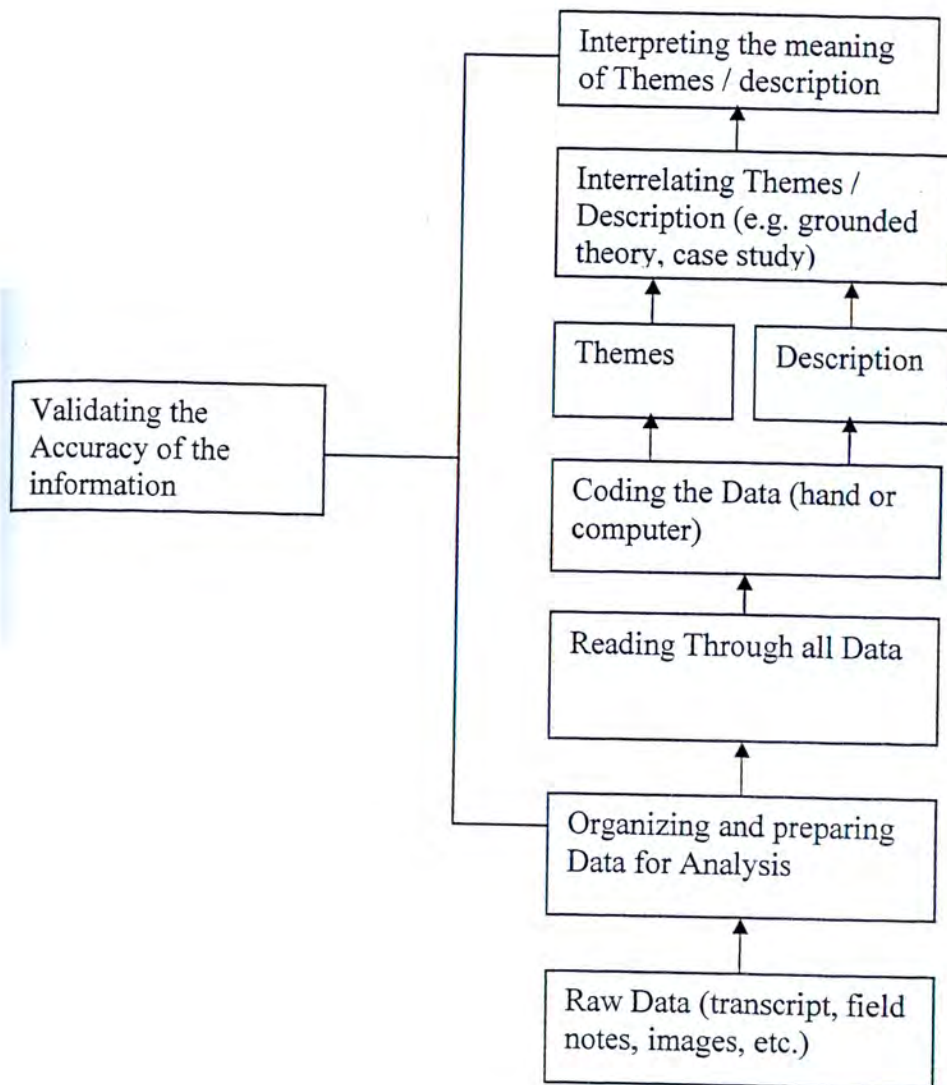 Interpreting the meaning
of Themes / description
Interrelating Themes /
Description (e.g. grounded
theory, case study)
Themes
Description
Validating the
Accuracy of the
information
Coding the Data (hand or
computer)
Reading Through all Data
Organizing and preparing
Data for Analysis
Raw Data (transcript, field
notes, images, etc.)